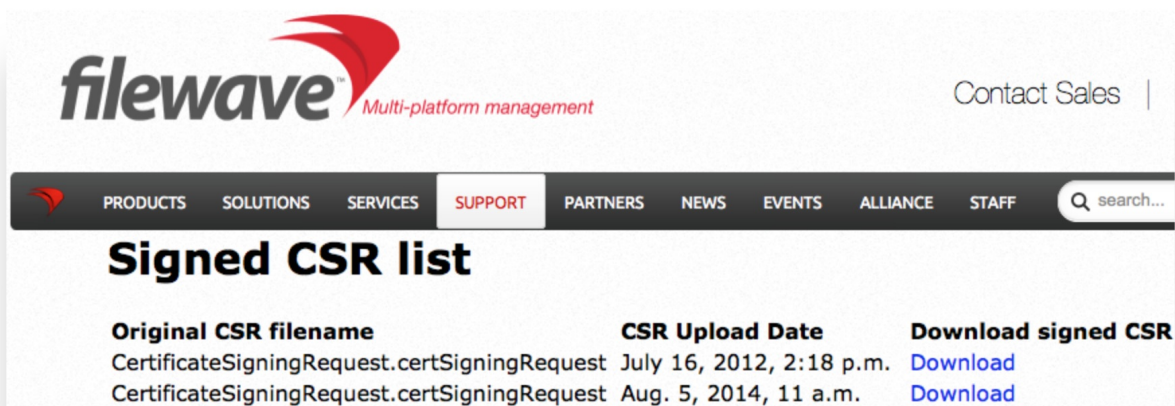 filewave™
Multi-platform management
Contact Sales |
PRODUCTS SOLUTIONS SERVICES SUPPORT PARTNERS NEWS EVENTS ALLIANCE STAFF search...
Signed CSR list
Original CSR filename CSR Upload Date Download signed CSR
CertificateSigningRequest.certSigningRequest July 16, 2012, 2:18 p.m. Download
CertificateSigningRequest.certSigningRequest Aug. 5, 2014, 11 a.m. Download